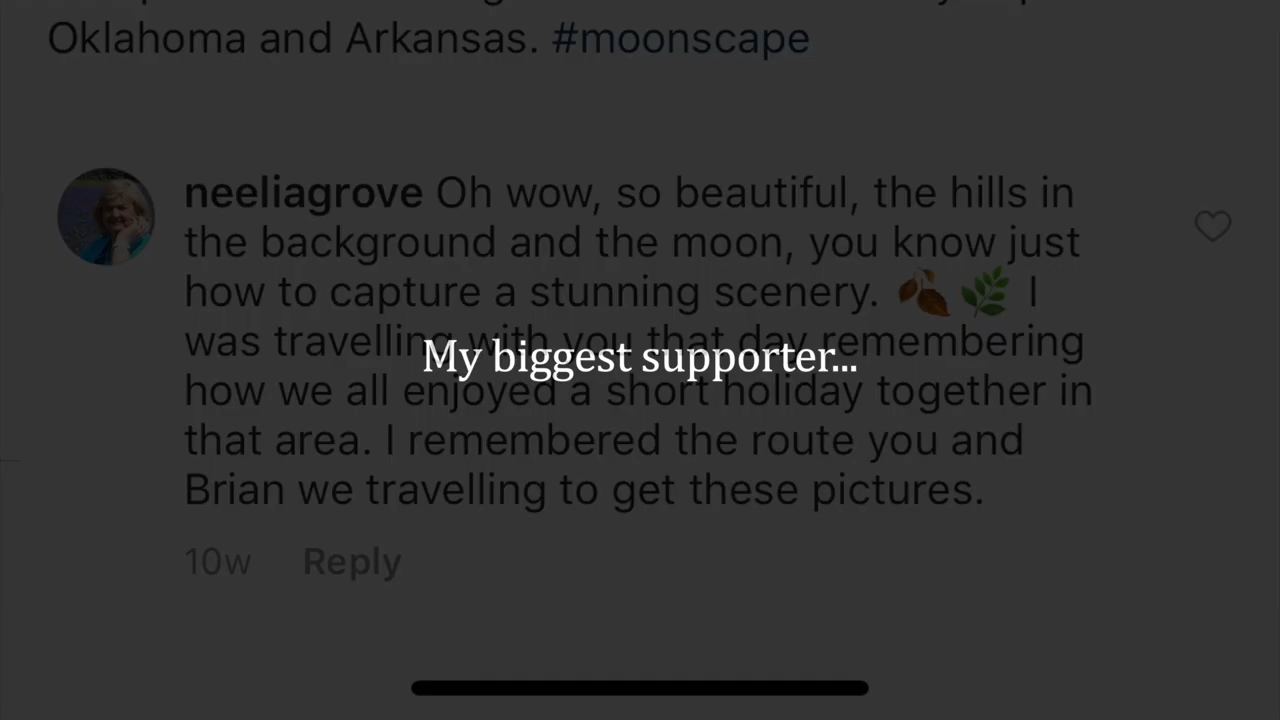 Oklahoma and Arkansas. #moonscape
neeliagrove Oh wow, so beautiful, the hills in
the background and the moon, you know just
how to capture a stunning scenery. 🍂🌿 I
was travelling with you that day remembering
My biggest supporter...
how we all enjoyed a short holiday together in
that area. I remembered the route you and
Brian we travelling to get these pictures.
10w Reply